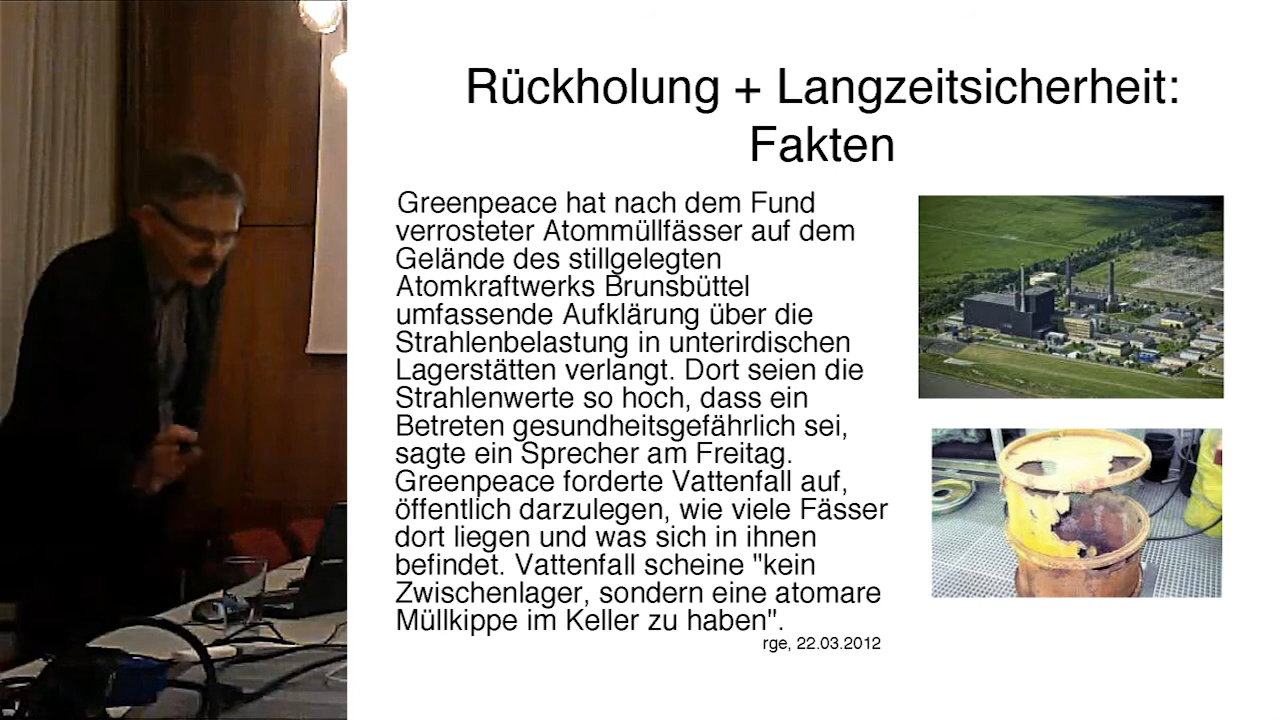 Rückholung + Langzeitsicherheit:
Fakten
Greenpeace hat nach dem Fund
verrosteter Atommüllfässer auf dem
Gelände des stillgelegten
Atomkraftwerks Brunsbüttel
umfassende Aufklärung über die
Strahlenbelastung in unterirdischen
Lagerstätten verlangt. Dort seien die
Strahlenwerte so hoch, dass ein
Betreten gesundheitsgefährlich sei,
sagte ein Sprecher am Freitag.
Greenpeace forderte Vattenfall auf,
öffentlich darzulegen, wie viele Fässer
dort liegen und was sich in ihnen
befindet. Vattenfall scheine "kein
Zwischenlager, sondern eine atomare
Müllkippe im Keller zu haben".
rge, 22.03.2012